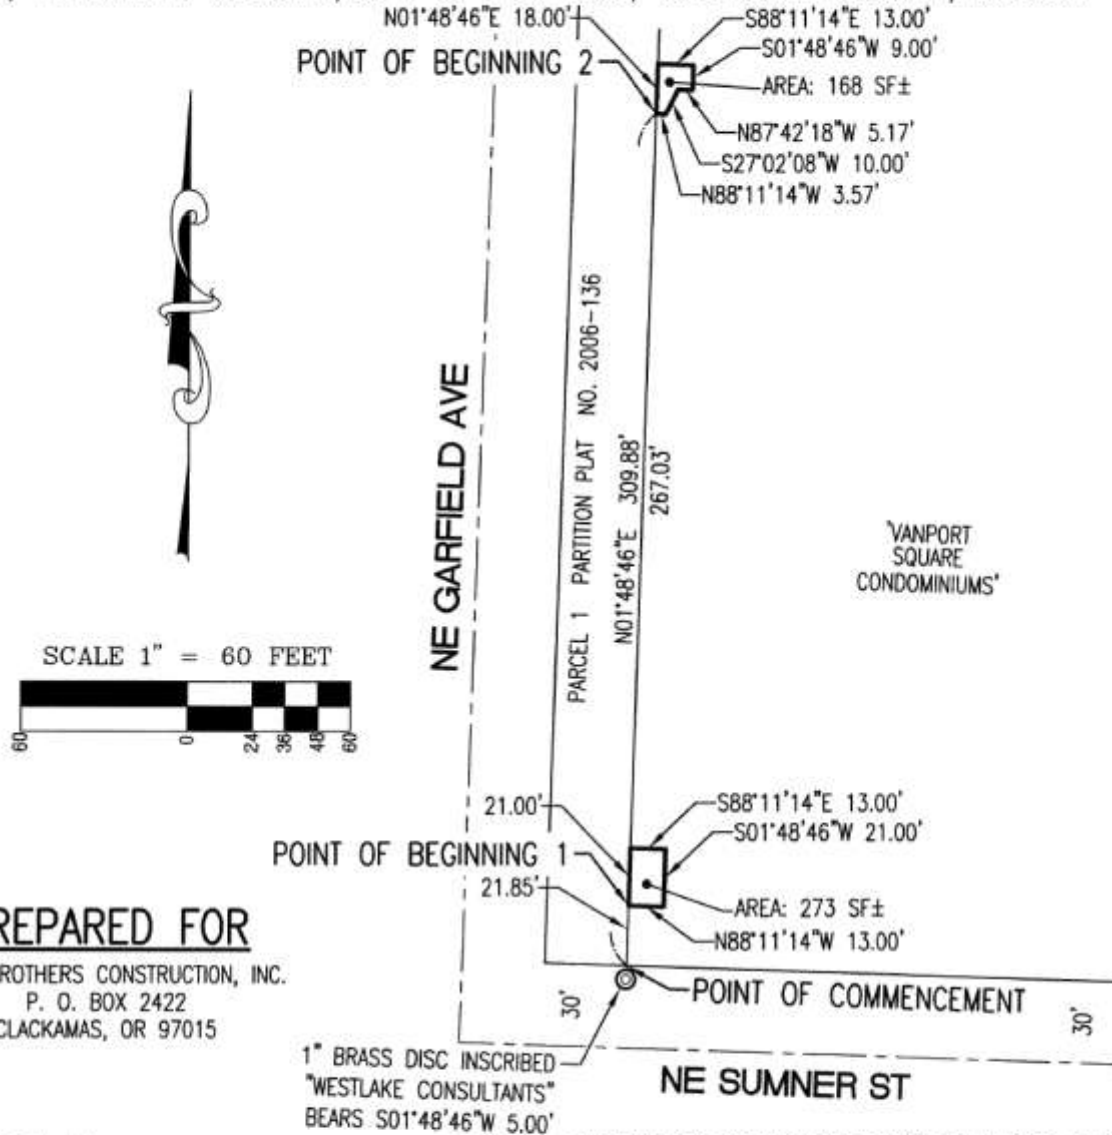 N01°48'46"E 18.00'
S88°11'14"E 13.00'
POINT OF BEGINNING 2
S01°48'46"W 9.00'
AREA: 168 SF±
N87°42'18"W 5.17'
S27°02'08"W 10.00'
N88°11'14"W 3.57'
NE GARFIELD AVE
PARCEL 1 PARTITION PLAT NO. 2006-136
N01°48'46"E 309.88'
267.03'
'VANPORT
SQUARE
CONDOMINIUMS'
SCALE 1" = 60 FEET
60 0 24 36 48 60
21.00'
S88°11'14"E 13.00'
S01°48'46"W 21.00'
POINT OF BEGINNING 1
21.85'
AREA: 273 SF±
N88°11'14"W 13.00'
REPARED FOR
ROTHERS CONSTRUCTION, INC.
P. O. BOX 2422
CLACKAMAS, OR 97015
30'
POINT OF COMMENCEMENT
30'
1" BRASS DISC INSCRIBED
"WESTLAKE CONSULTANTS"
BEARS S01°48'46"W 5.00'
NE SUMNER ST